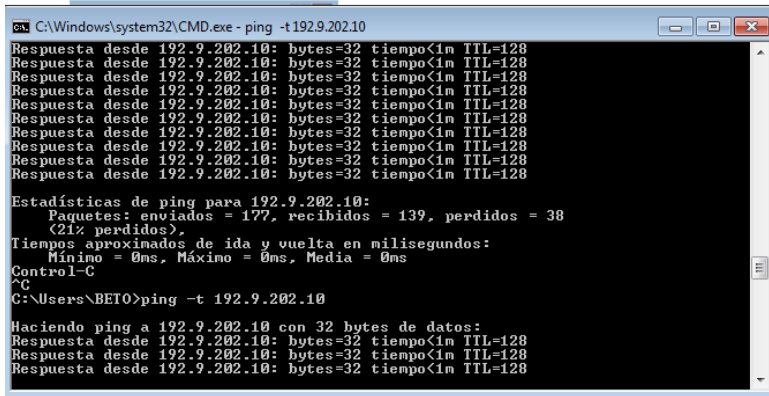 C:\Windows\system32\CMD.exe - ping -t 192.9.202.10
Respuesta desde 192.9.202.10: bytes=32 tiempo<1m TTL=128
Respuesta desde 192.9.202.10: bytes=32 tiempo<1m TTL=128
Respuesta desde 192.9.202.10: bytes=32 tiempo<1m TTL=128
Respuesta desde 192.9.202.10: bytes=32 tiempo<1m TTL=128
Respuesta desde 192.9.202.10: bytes=32 tiempo<1m TTL=128
Respuesta desde 192.9.202.10: bytes=32 tiempo<1m TTL=128
Respuesta desde 192.9.202.10: bytes=32 tiempo<1m TTL=128
Respuesta desde 192.9.202.10: bytes=32 tiempo<1m TTL=128
Respuesta desde 192.9.202.10: bytes=32 tiempo<1m TTL=128
Respuesta desde 192.9.202.10: bytes=32 tiempo<1m TTL=128
Estadísticas de ping para 192.9.202.10:
Paquetes: enviados = 177, recibidos = 139, perdidos = 38
(21% perdidos),
Tiempos aproximados de ida y vuelta en milisegundos:
Mínimo = 0ms, Máximo = 0ms, Media = 0ms
Control-C
^C
C:\Users\BETO>ping -t 192.9.202.10
Haciendo ping a 192.9.202.10 con 32 bytes de datos:
Respuesta desde 192.9.202.10: bytes=32 tiempo<1m TTL=128
Respuesta desde 192.9.202.10: bytes=32 tiempo<1m TTL=128
Respuesta desde 192.9.202.10: bytes=32 tiempo<1m TTL=128